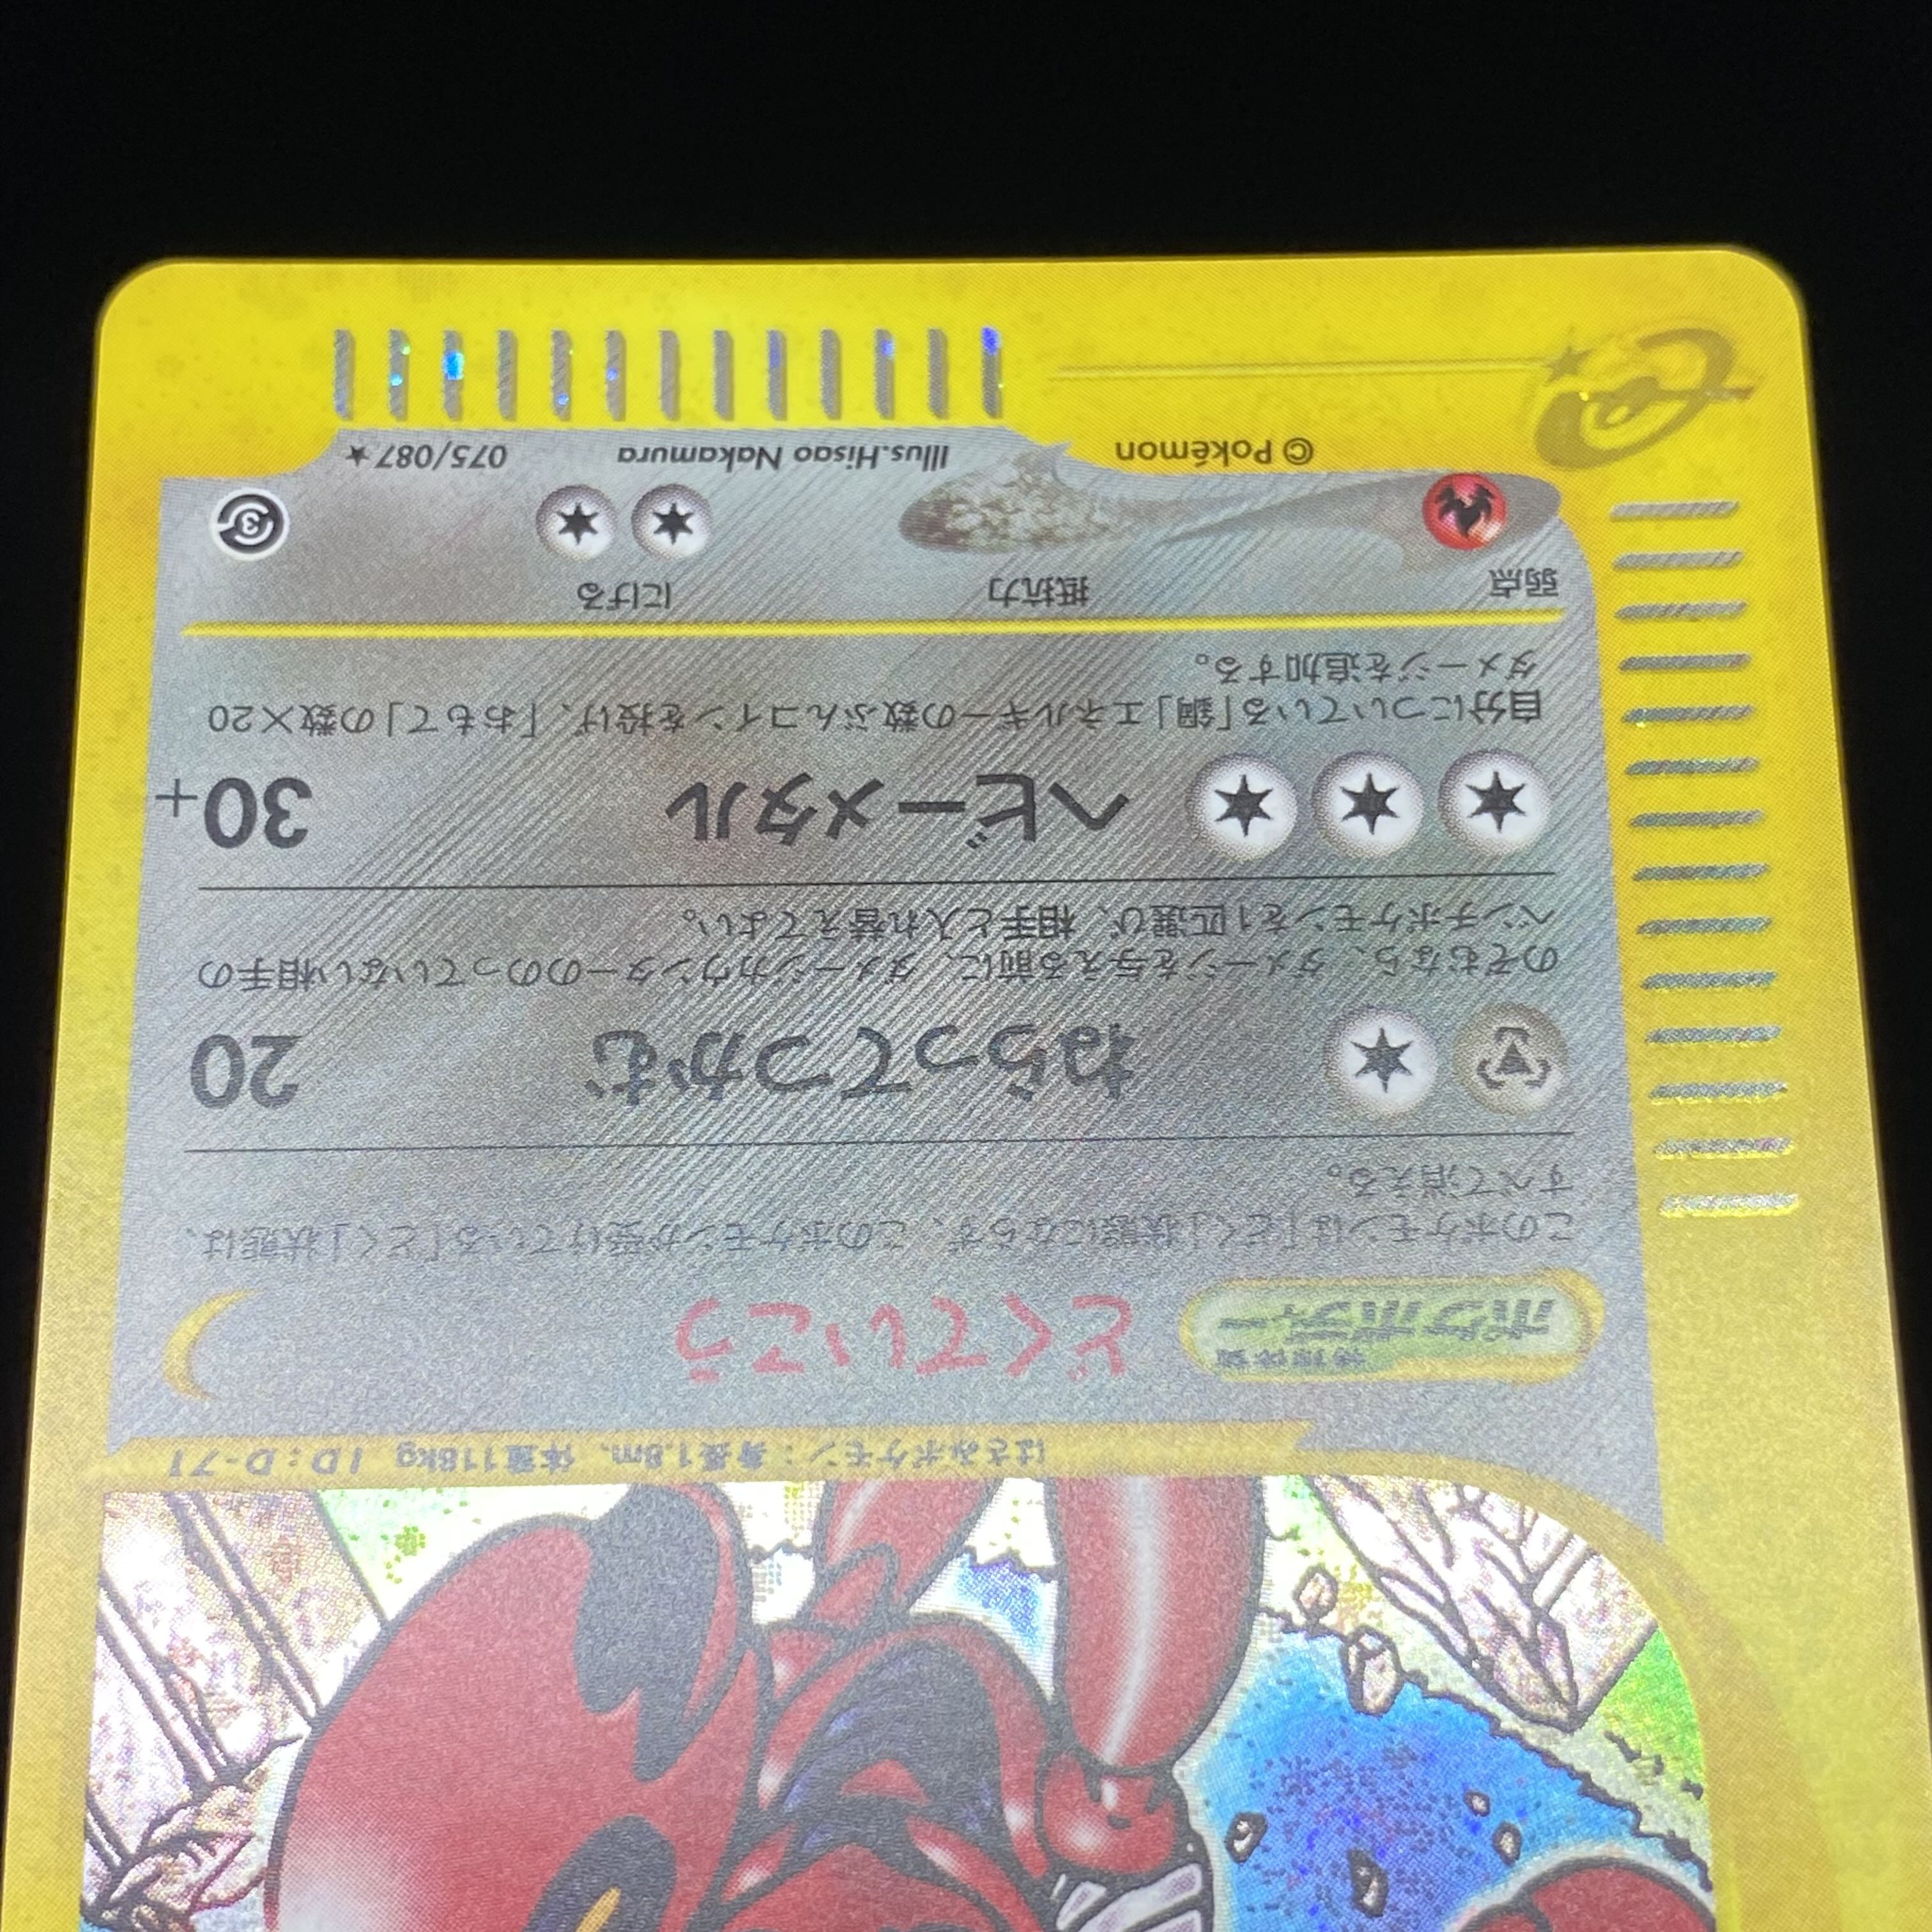 はさみポケモン：身長1.8m、体重118kg ID：D-71
特殊体質
ポケボディー
どくていこう
このポケモンは「どく」状態にならず、このポケモンが受けている「どく」状態は、
すべて消える。
ねらってつかむ 20
のぞむなら、ダメージを与える前に、ダメージカウンターののっていない相手の
ベンチポケモンを1匹選び、相手と入れ替えてよい。
ヘビーメタル 30+
自分についている「鋼」エネルギーの数ぶんコインを投げ、「おもて」の数×20
ダメージを追加する。
弱点 抵抗力 にげる
3
© Pokémon Illus.Hisao Nakamura 075/087★
e